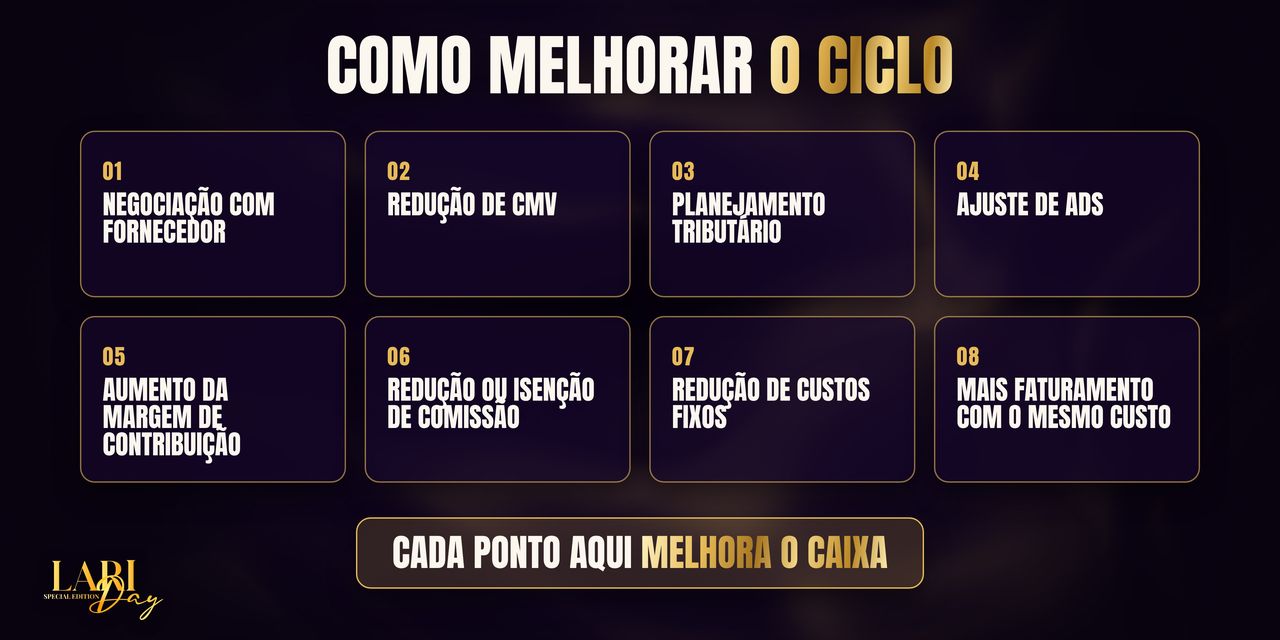 COMO MELHORAR O CICLO
01
NEGOCIAÇÃO COM
FORNECEDOR
02
REDUÇÃO DE CMV
03
PLANEJAMENTO
TRIBUTÁRIO
04
AJUSTE DE ADS
05
AUMENTO DA
MARGEM DE
CONTRIBUIÇÃO
06
REDUÇÃO OU ISENÇÃO
DE COMISSÃO
07
REDUÇÃO DE CUSTOS
FIXOS
08
MAIS FATURAMENTO
COM O MESMO CUSTO
CADA PONTO AQUI MELHORA O CAIXA
LABI
SPECIAL EDITION Day